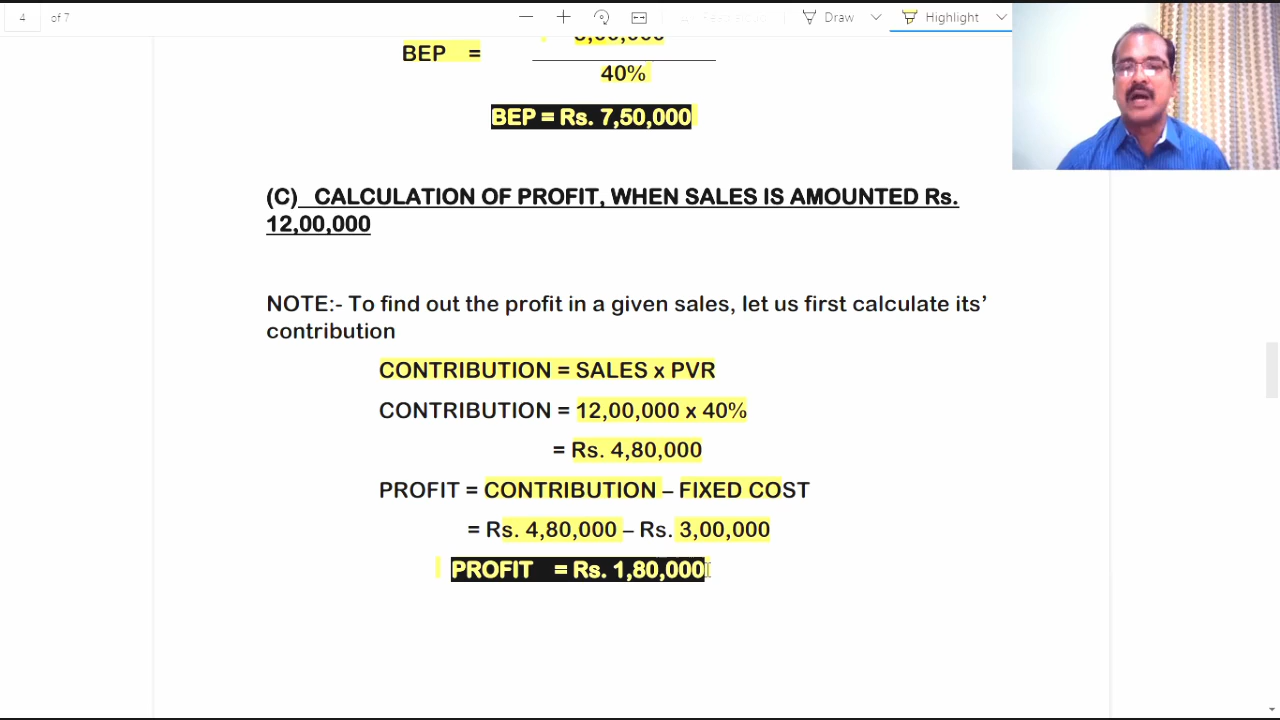 4 of 7 Draw Highlight
BEP =
40%
BEP = Rs. 7,50,000
(C) CALCULATION OF PROFIT, WHEN SALES IS AMOUNTED Rs.
12,00,000
NOTE:- To find out the profit in a given sales, let us first calculate its’
contribution
CONTRIBUTION = SALES x PVR
CONTRIBUTION = 12,00,000 x 40%
= Rs. 4,80,000
PROFIT = CONTRIBUTION – FIXED COST
= Rs. 4,80,000 – Rs. 3,00,000
PROFIT = Rs. 1,80,000